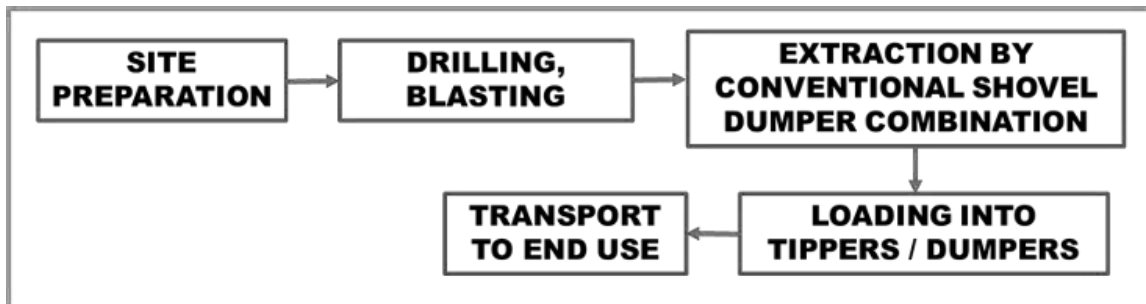 SITE
PREPARATION
DRILLING,
BLASTING
EXTRACTION BY
CONVENTIONAL SHOVEL
DUMPER COMBINATION
LOADING INTO
TIPPERS / DUMPERS
TRANSPORT
TO END USE